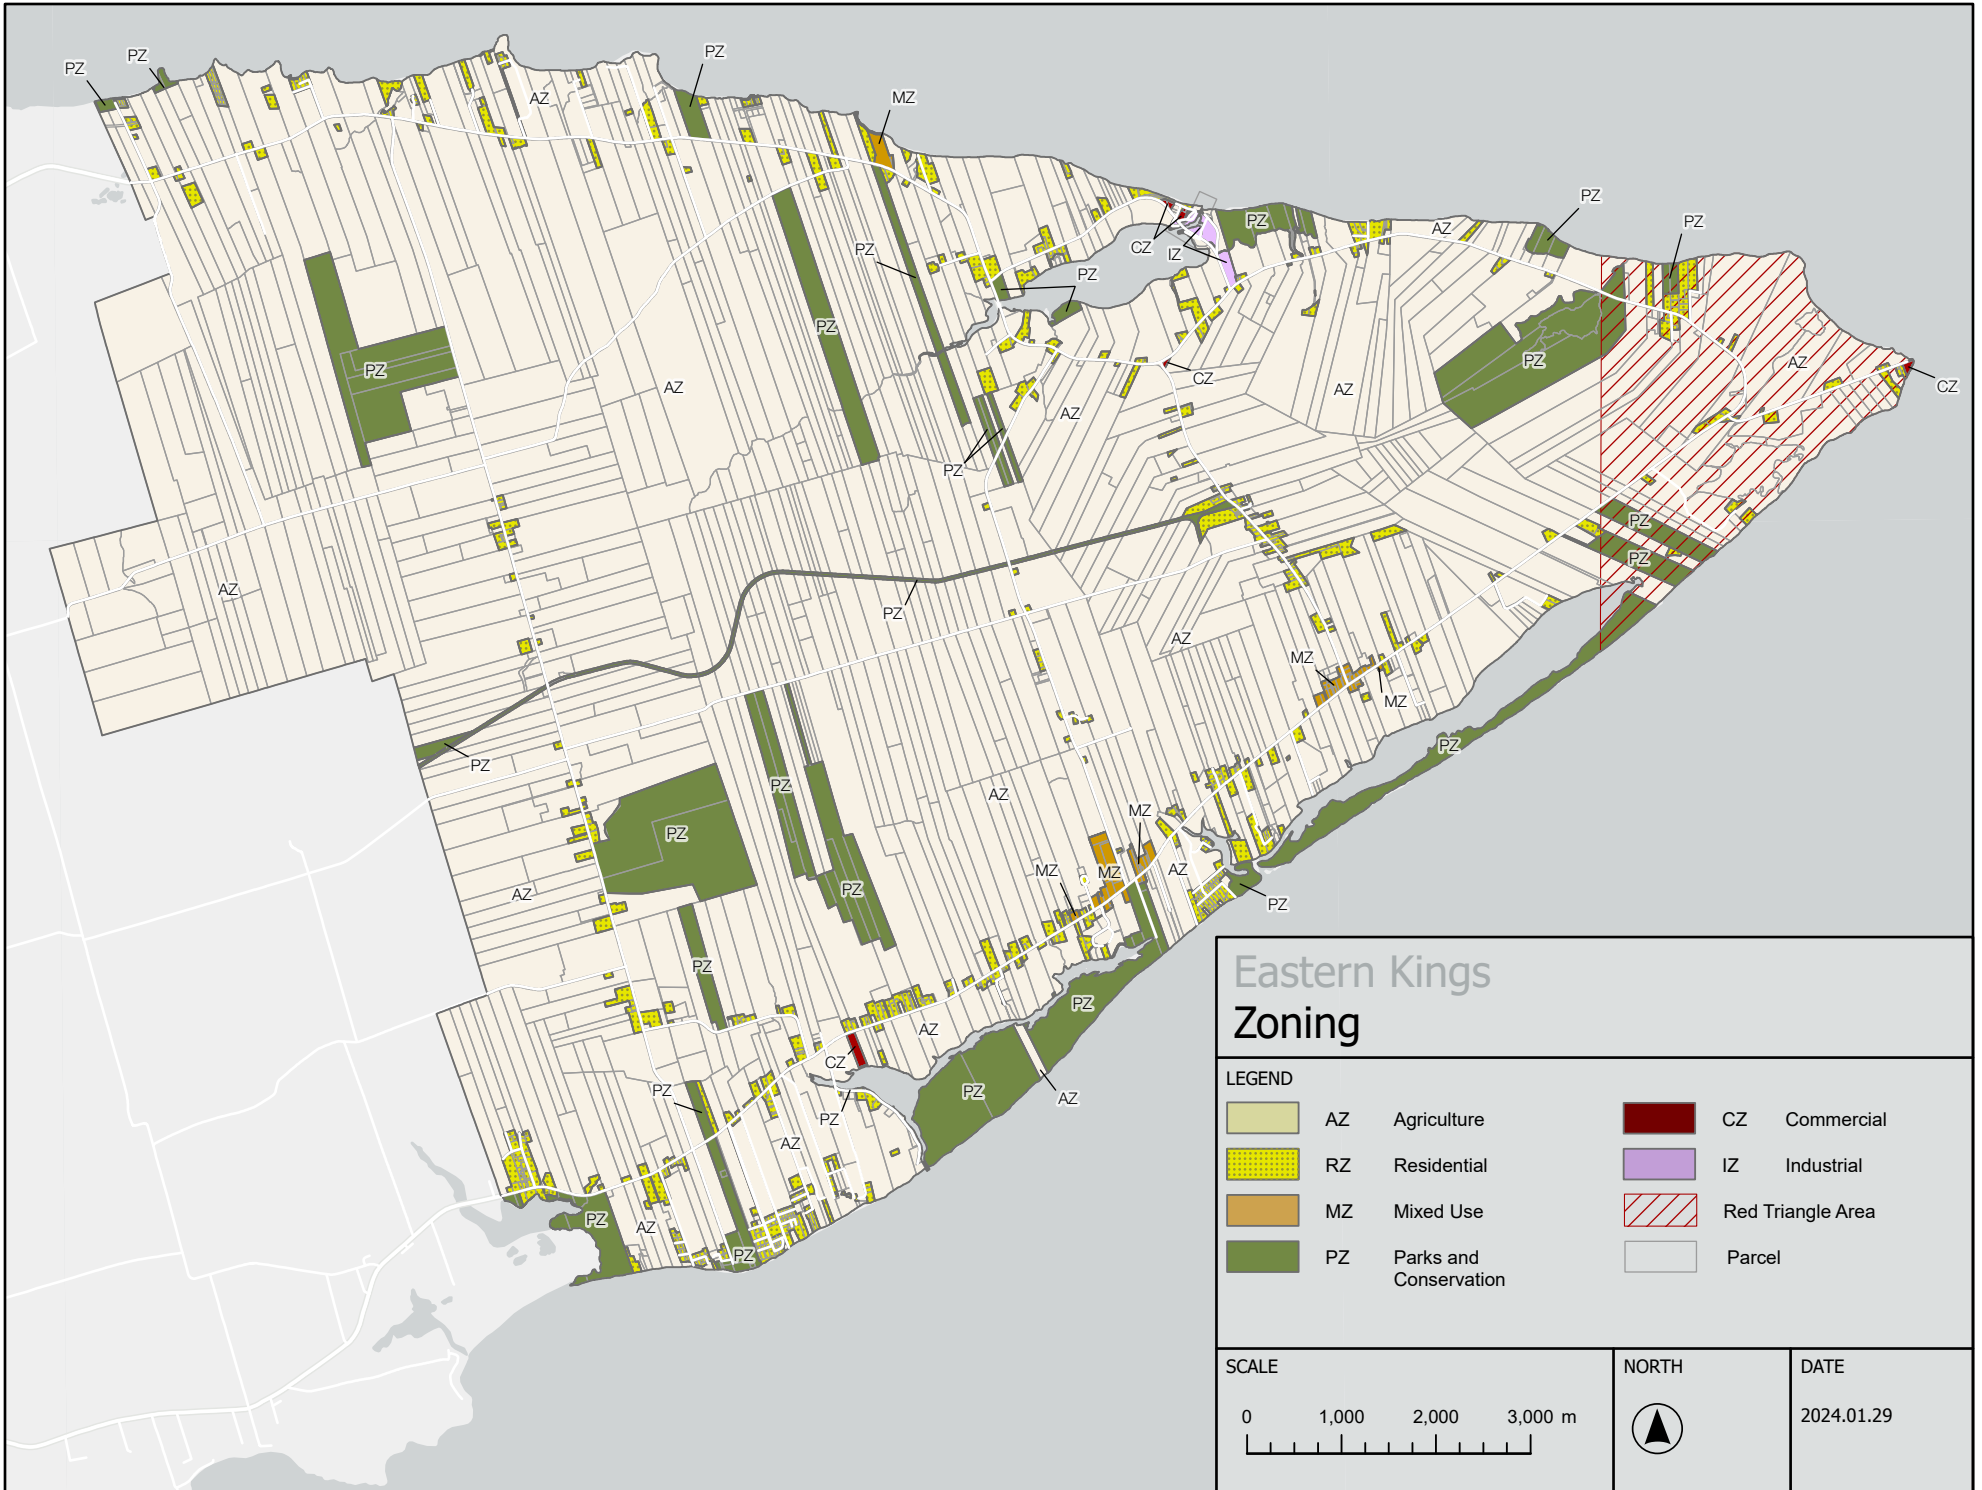 PZ
PZ
PZ
AZ
MZ
PZ
PZ
PZ
AZ
CZ
IZ
PZ
PZ
PZ
PZ
PZ
AZ
AZ
PZ
CZ
AZ
CZ
AZ
PZ
PZ
PZ
AZ
PZ
AZ
MZ
MZ
PZ
PZ
PZ
AZ
MZ
PZ
MZ
MZ
AZ
PZ
AZ
PZ
PZ
PZ
AZ
CZ
PZ
PZ
AZ
PZ
PZ
AZ
PZ
AZ
PZ
Eastern Kings
Zoning
LEGEND
AZ Agriculture
RZ Residential
MZ Mixed Use
PZ Parks and
Conservation
CZ Commercial
IZ Industrial
Red Triangle Area
Parcel
SCALE
0 1,000 2,000 3,000 m
NORTH
DATE
2024.01.29